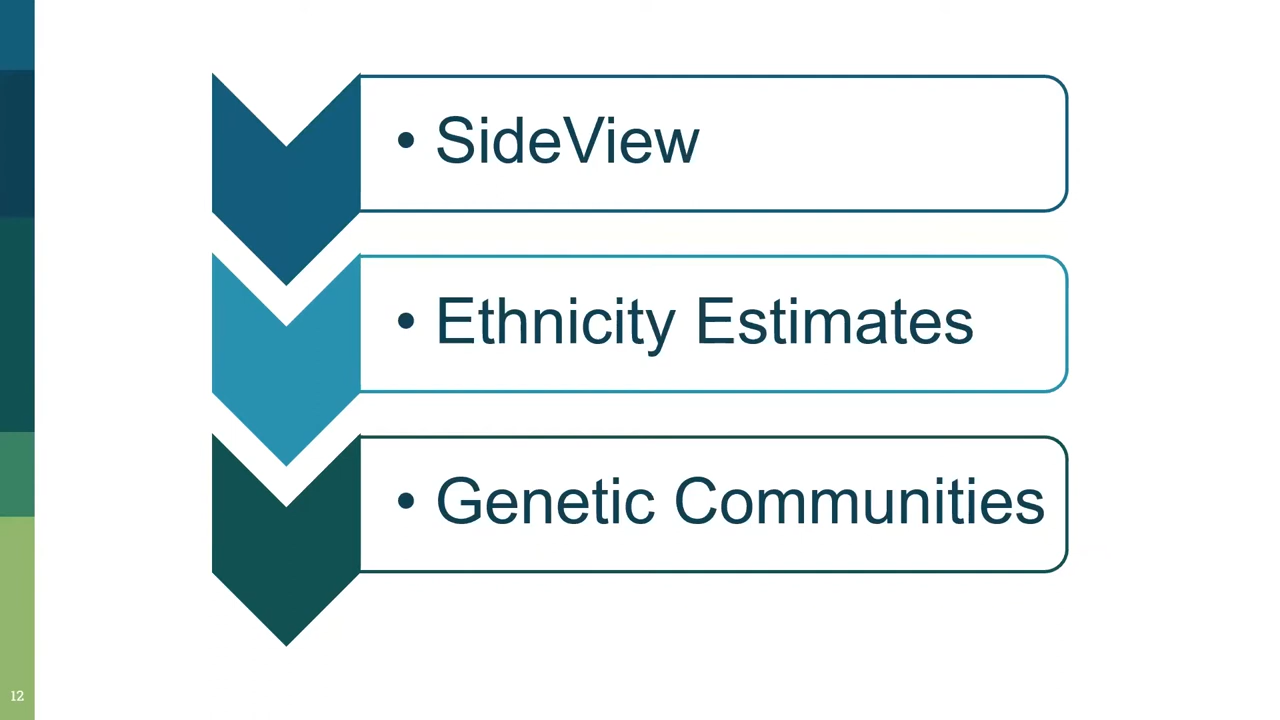 • SideView
• Ethnicity Estimates
• Genetic Communities
12